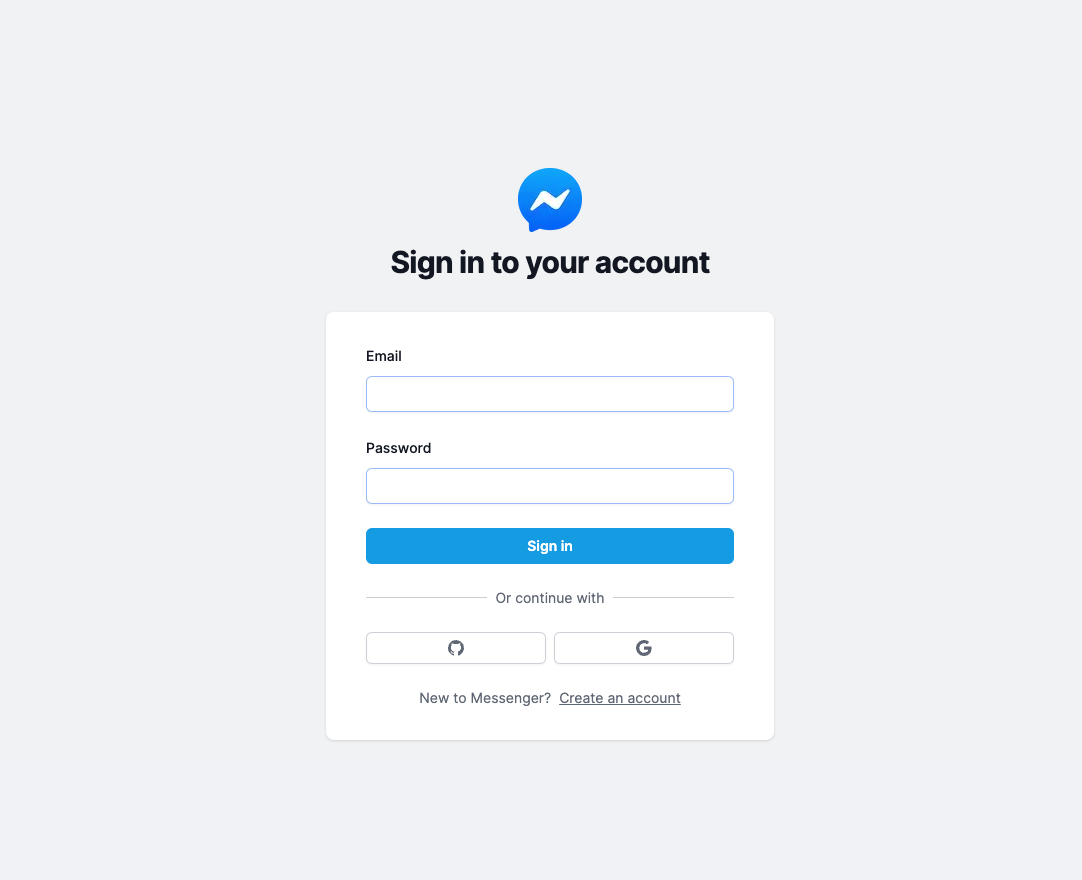 Sign in to your account
Email
Password
Sign in
Or continue with
New to Messenger? Create an account